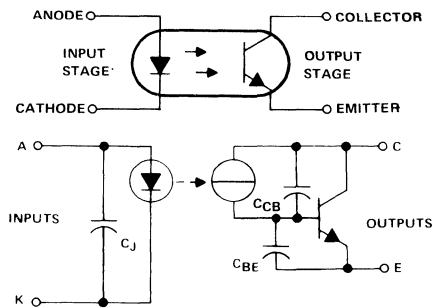 ANODE
COLLECTOR
INPUT
STAGE
OUTPUT
STAGE
CATHODE
EMITTER
A
C
CCB
INPUTS
CJ
OUTPUTS
CBE
K
E